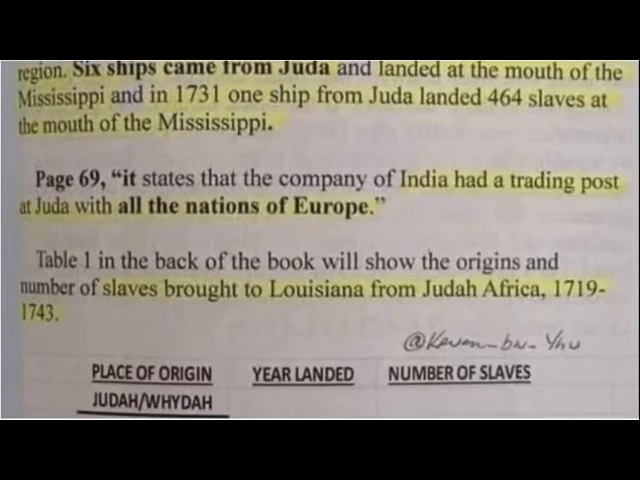 region. Six ships came from Juda and landed at the mouth of the
Mississippi and in 1731 one ship from Juda landed 464 slaves at
the mouth of the Mississippi.
Page 69, “it states that the company of India had a trading post
at Juda with all the nations of Europe.”
Table 1 in the back of the book will show the origins and
number of slaves brought to Louisiana from Judah Africa, 1719-
1743.
@Keven_bn_Yhu
PLACE OF ORIGIN YEAR LANDED NUMBER OF SLAVES
JUDAH/WHYDAH